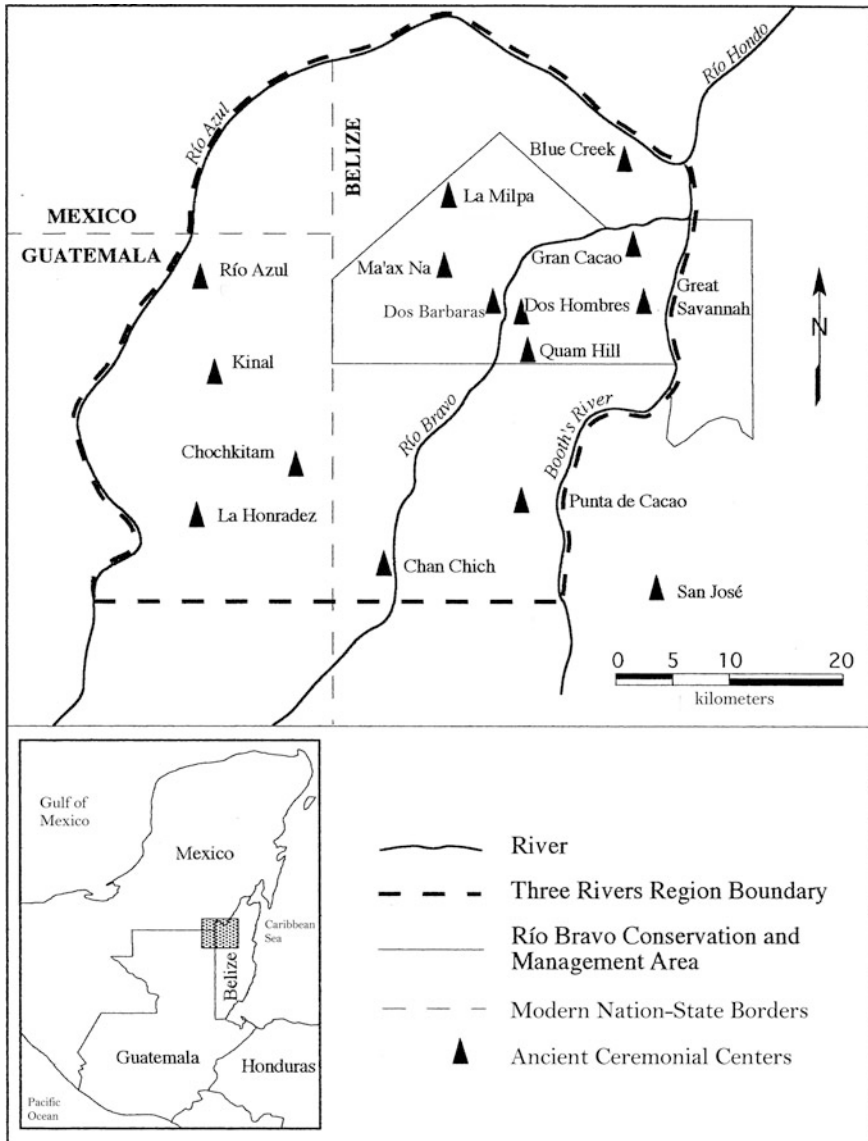 Río Hondo
Río Azul
BELIZE
Blue Creek
La Milpa
MEXICO
GUATEMALA
Río Azul
Ma'ax Na
Gran Cacao
Great
Savannah
Dos Barbaras
Dos Hombres
N
Kinal
Quam Hill
Río Bravo
Booth's River
Chochkitam
La Honradez
Punta de Cacao
Chan Chich
San José
0 5 10 20
kilometers
Gulf of
Mexico
Mexico
Caribbean
Sea
Belize
Guatemala
Honduras
Pacific
Ocean
River
Three Rivers Region Boundary
Río Bravo Conservation and
Management Area
Modern Nation-State Borders
Ancient Ceremonial Centers